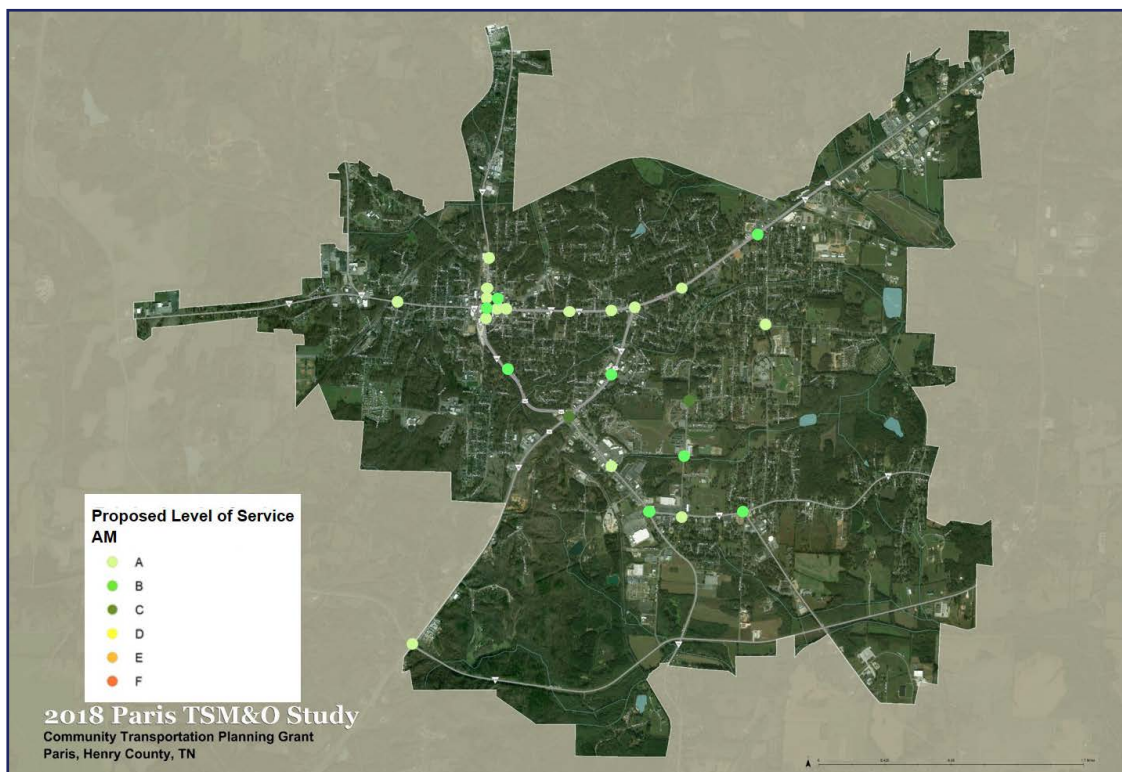 Proposed Level of Service
AM
A
B
C
D
E
F
2018 Paris TSM&O Study
Community Transportation Planning Grant
Paris, Henry County, TN